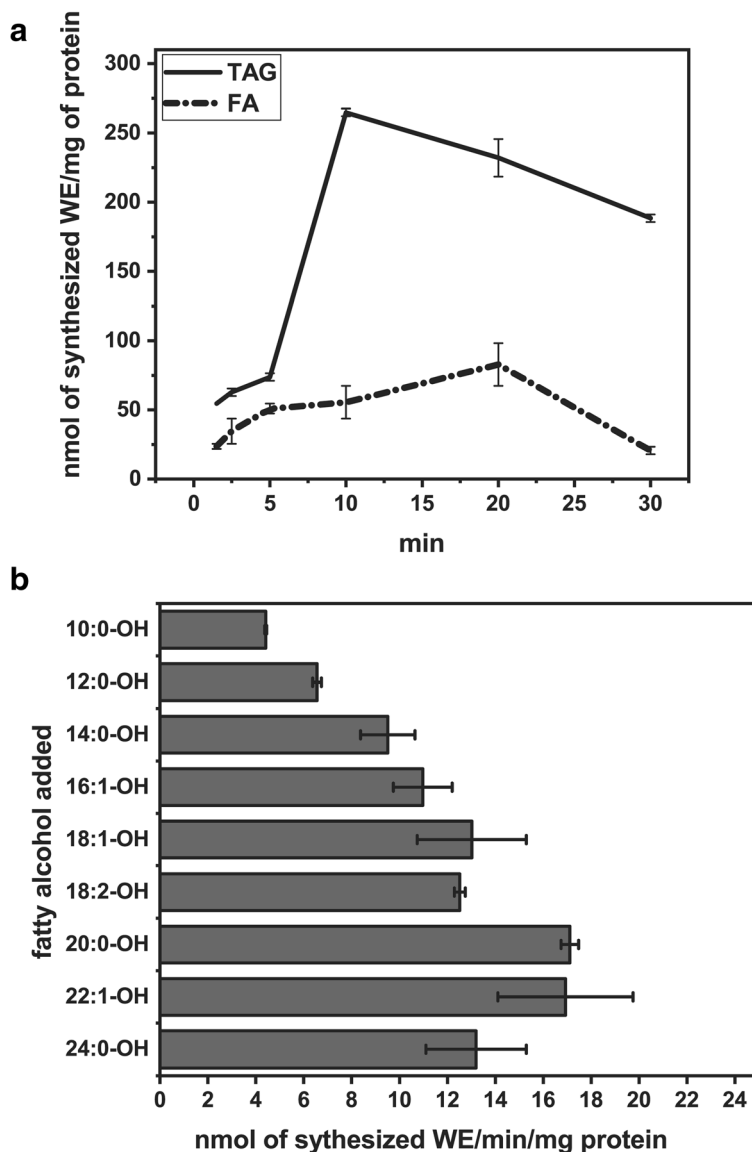 a
nmol of synthesized WE/mg of protein
300
250
200
150
100
50
0
TAG
FA
0 5 10 15 20 25 30
min
b
fatty alcohol added
10:0-OH
12:0-OH
14:0-OH
16:1-OH
18:1-OH
18:2-OH
20:0-OH
22:1-OH
24:0-OH
0 2 4 6 8 10 12 14 16 18 20 22 24
nmol of sythesized WE/min/mg protein